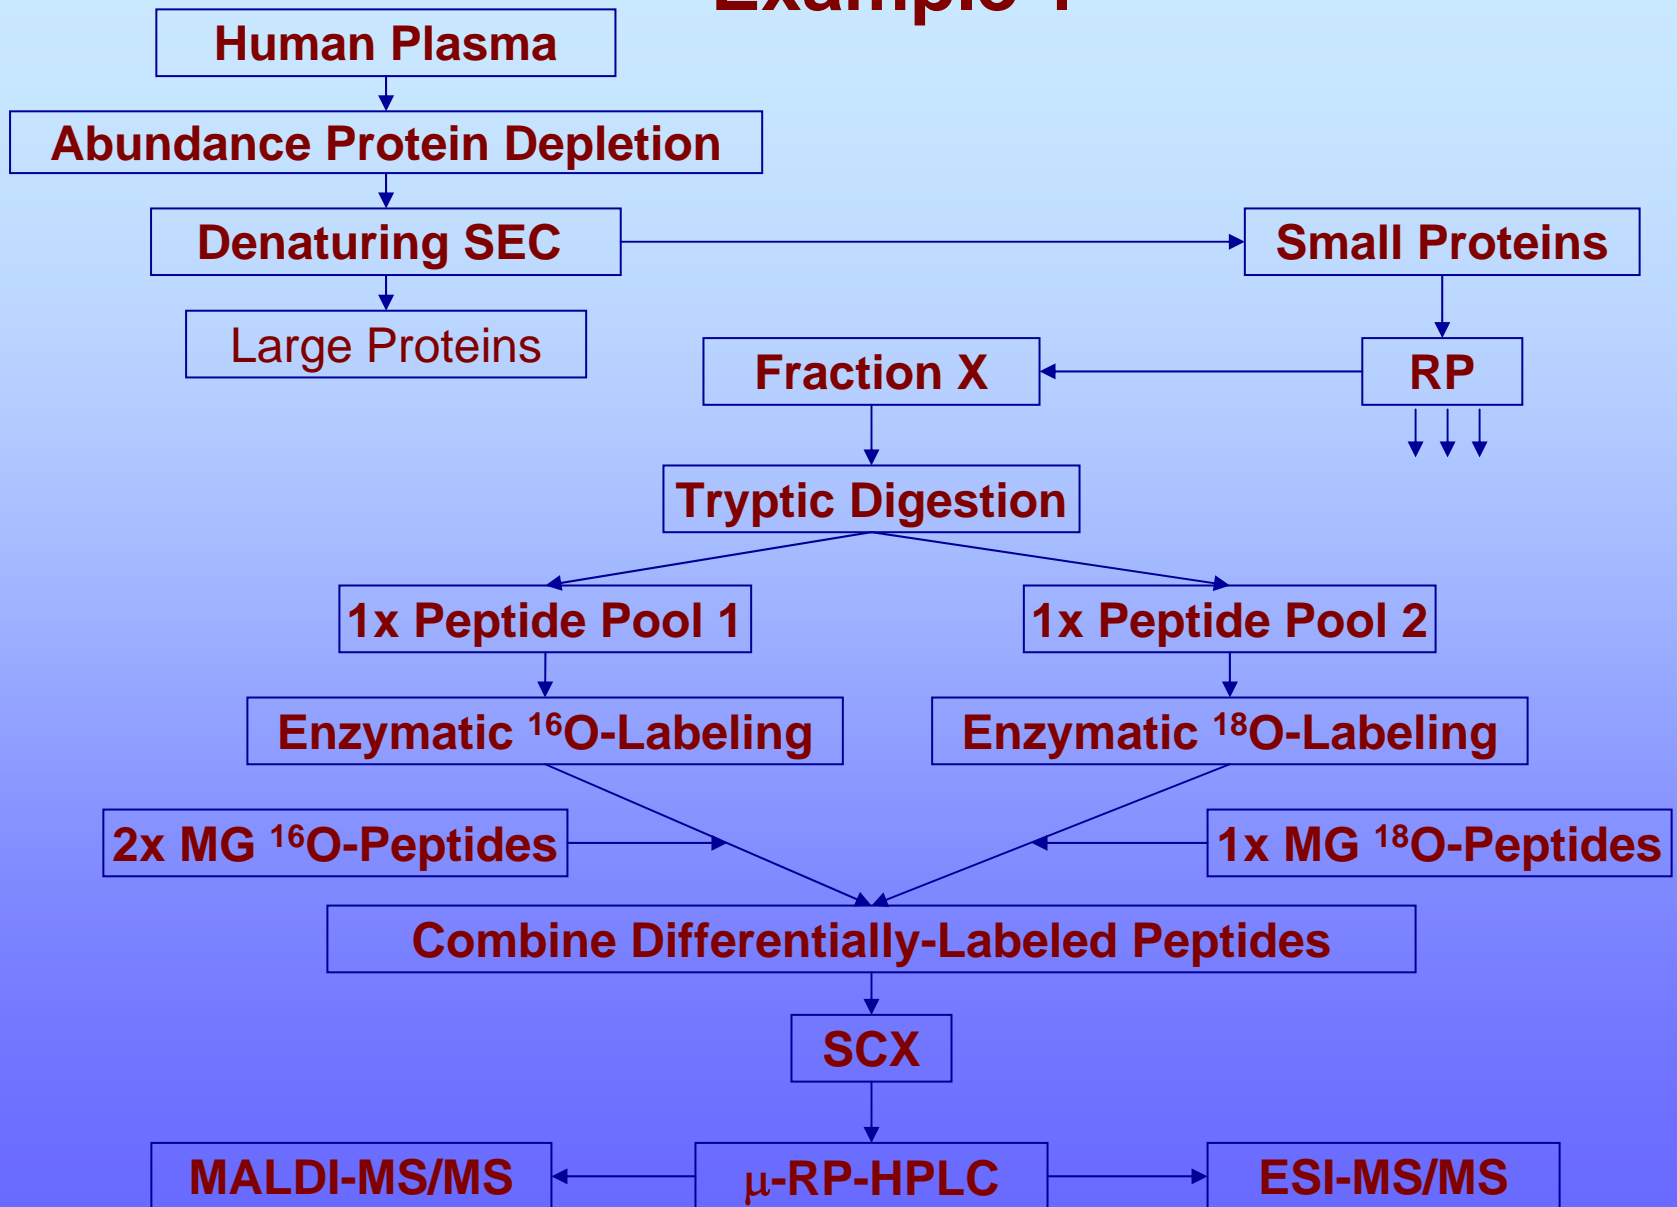 Human Plasma
Abundance Protein Depletion
Denaturing SEC
Small Proteins
Large Proteins
Fraction X
RP
Tryptic Digestion
1x Peptide Pool 1
1x Peptide Pool 2
Enzymatic ¹⁶O-Labeling
Enzymatic ¹⁸O-Labeling
2x MG ¹⁶O-Peptides
1x MG ¹⁸O-Peptides
Combine Differentially-Labeled Peptides
SCX
MALDI-MS/MS
μ-RP-HPLC
ESI-MS/MS